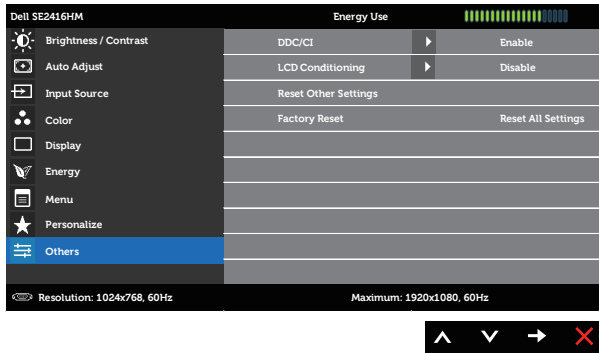 Dell SE2416HM Energy Use
Brightness / Contrast
DDC/CI Enable
Auto Adjust
LCD Conditioning Disable
Input Source
Reset Other Settings
Color
Factory Reset Reset All Settings
Display
Energy
Menu
Personalize
Others
Resolution: 1024x768, 60Hz Maximum: 1920x1080, 60Hz